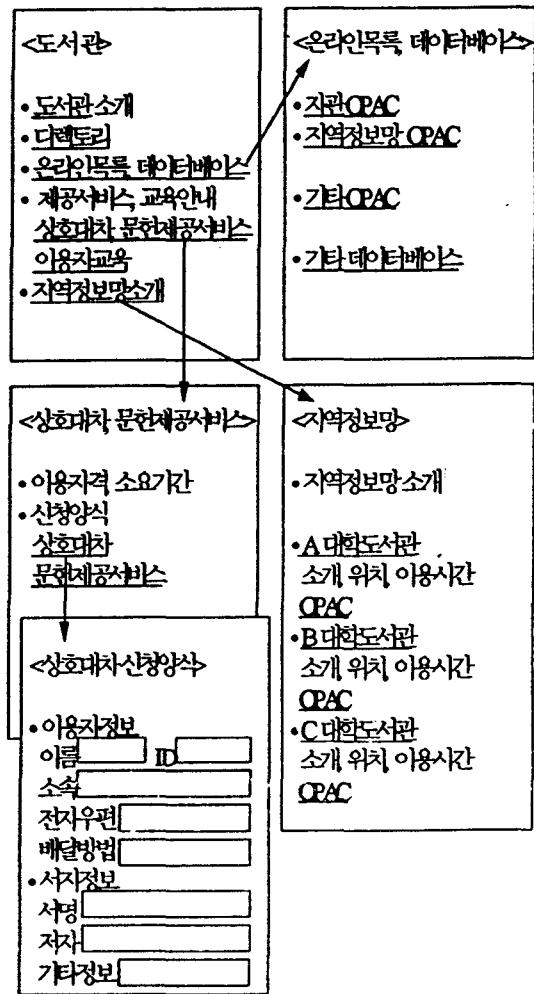 <도서관>
• 도서관 소개
• 디렉토리
• 온라인목록, 데이터베이스
• 제공서비스, 교육안내
상호대차, 문헌제공서비스
이용자교육
• 지역정보망소개
<온라인목록, 데이터베이스>
• 자관OPAC
• 지역정보망 OPAC
• 기타OPAC
• 기타 데이터베이스
<상호대차, 문헌제공서비스>
• 이용자격, 소요기간
• 신청양식
상호대차
문헌제공서비스
<지역정보망>
• 지역정보망 소개
• A 대학도서관
소개, 위치, 이용시간
OPAC
• B 대학도서관
소개, 위치, 이용시간
OPAC
• C 대학도서관
소개, 위치, 이용시간
OPAC
<상호대차 신청양식>
• 이용자정보
이름 ID
소속
전자우편
배달방법
• 서지정보
서명
저자
기타정보